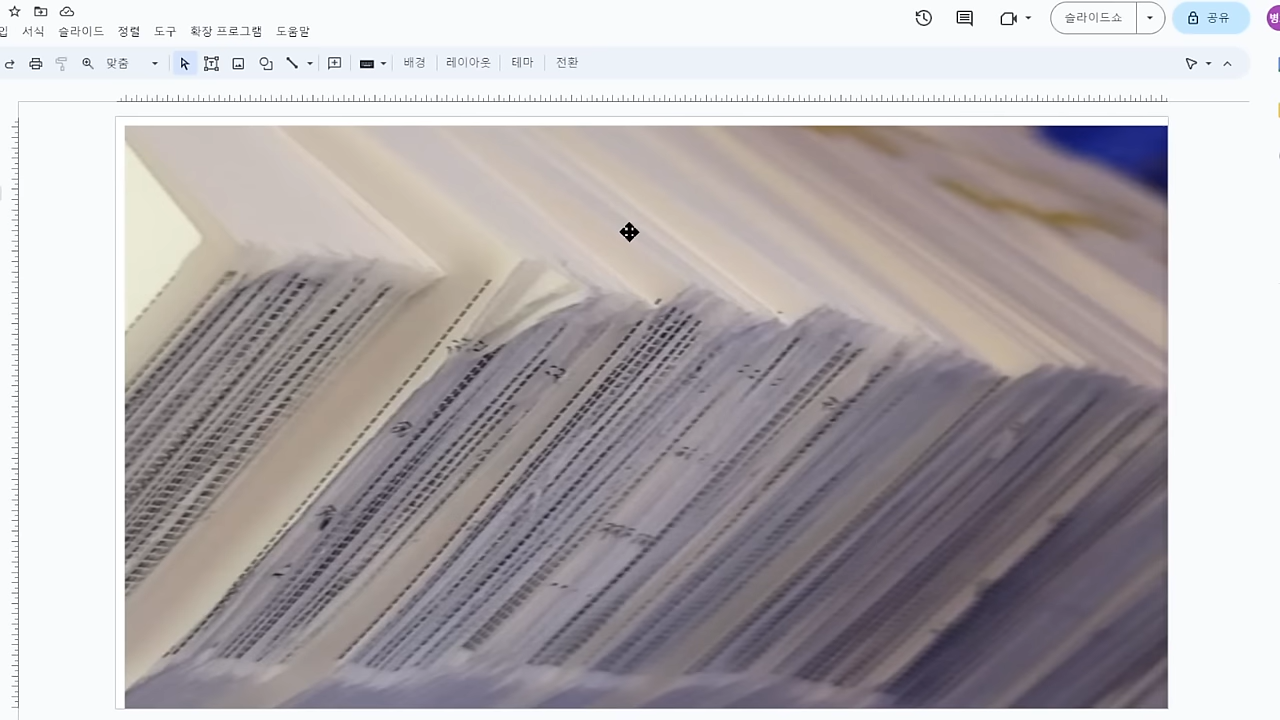 입 서식 슬라이드 정렬 도구 확장 프로그램 도움말
슬라이드쇼
공유
병
맞춤 배경 레이아웃 테마 전환